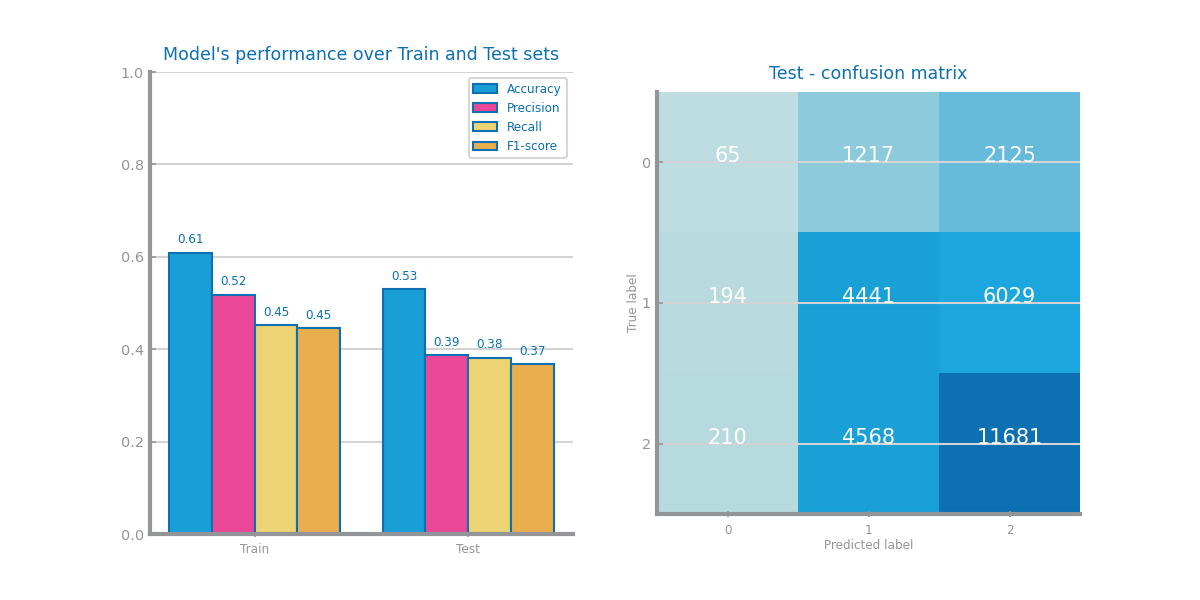 Model's performance over Train and Test sets
1.0
0.8
0.6
0.4
0.2
0.0
Accuracy
Precision
Recall
F1-score
0.61
0.52
0.45
0.45
0.53
0.39
0.38
0.37
Train
Test
Test - confusion matrix
True label
0
1
2
65 1217 2125
194 4441 6029
210 4568 11681
0 1 2
Predicted label